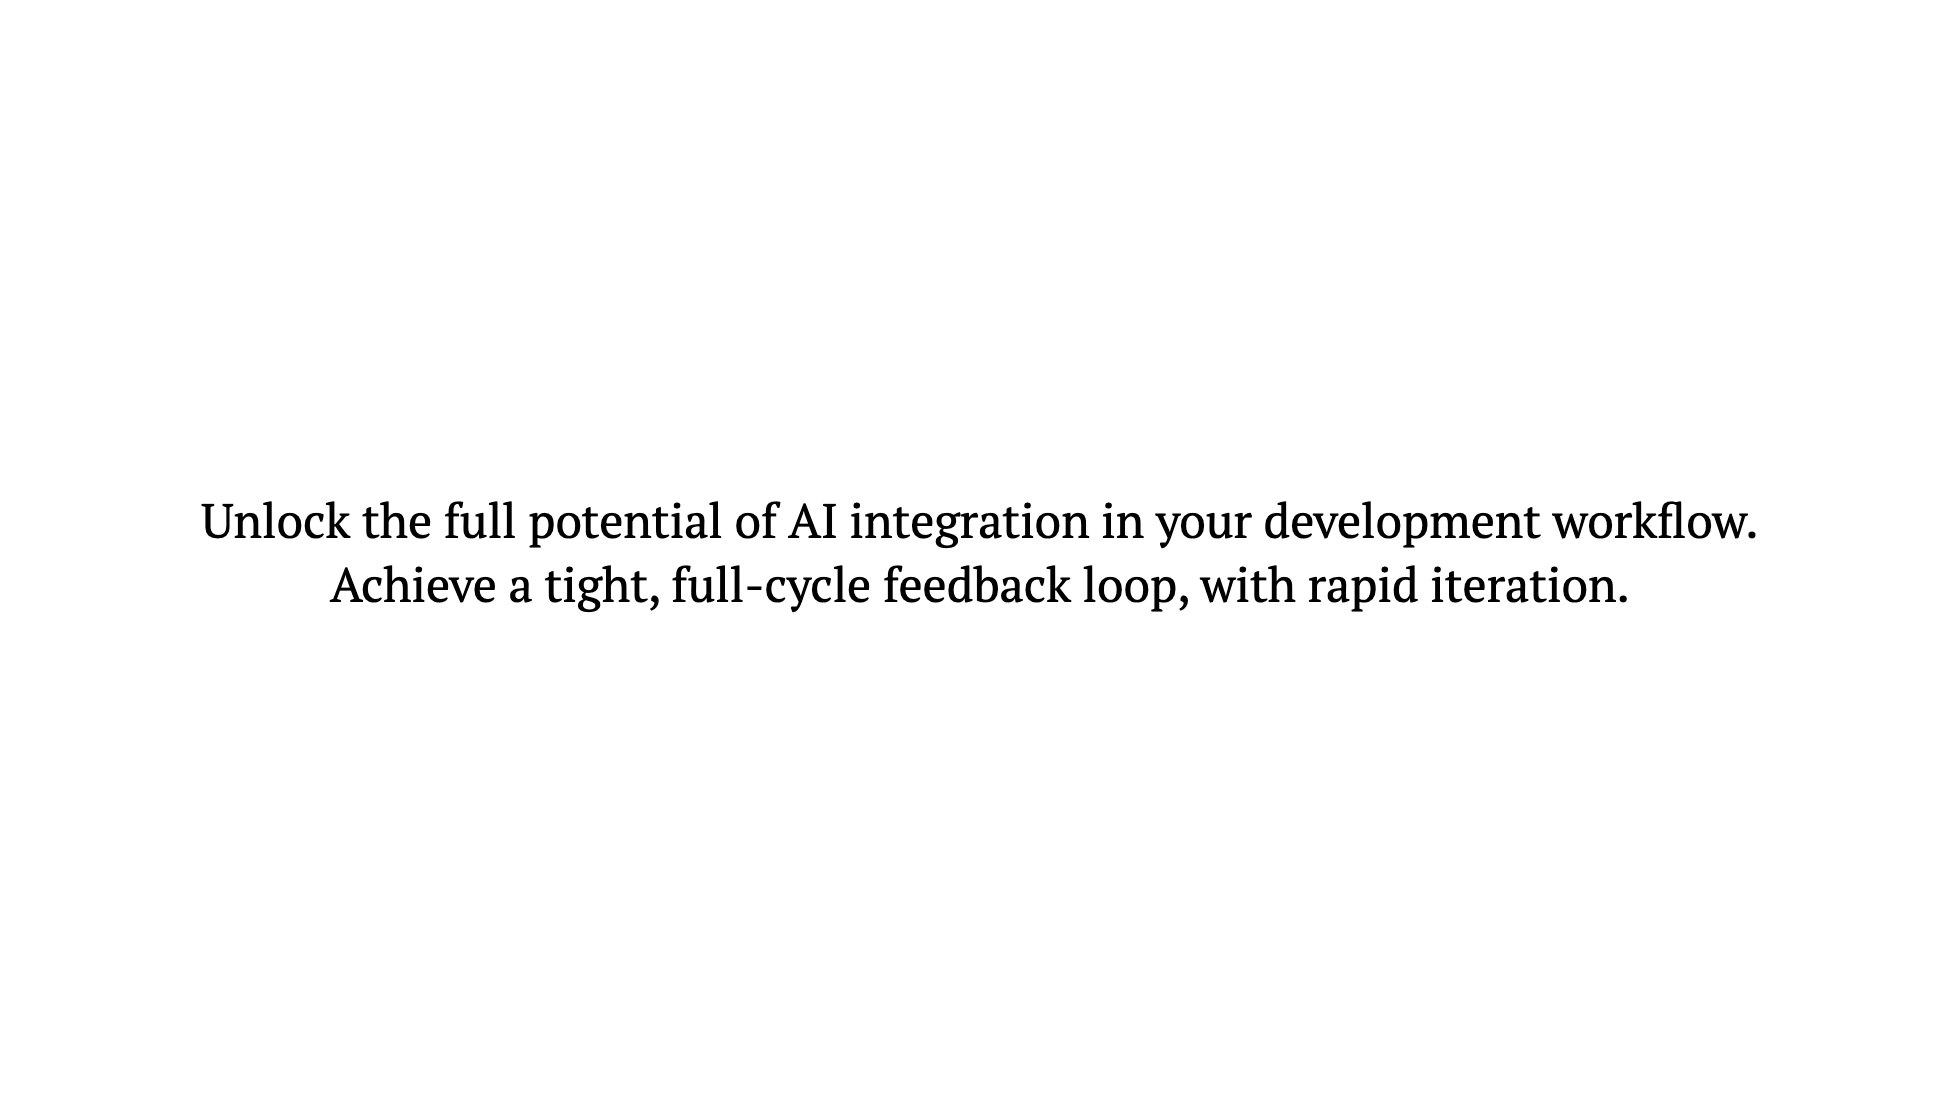 Unlock the full potential of AI integration in your development workflow.
Achieve a tight, full-cycle feedback loop, with rapid iteration.